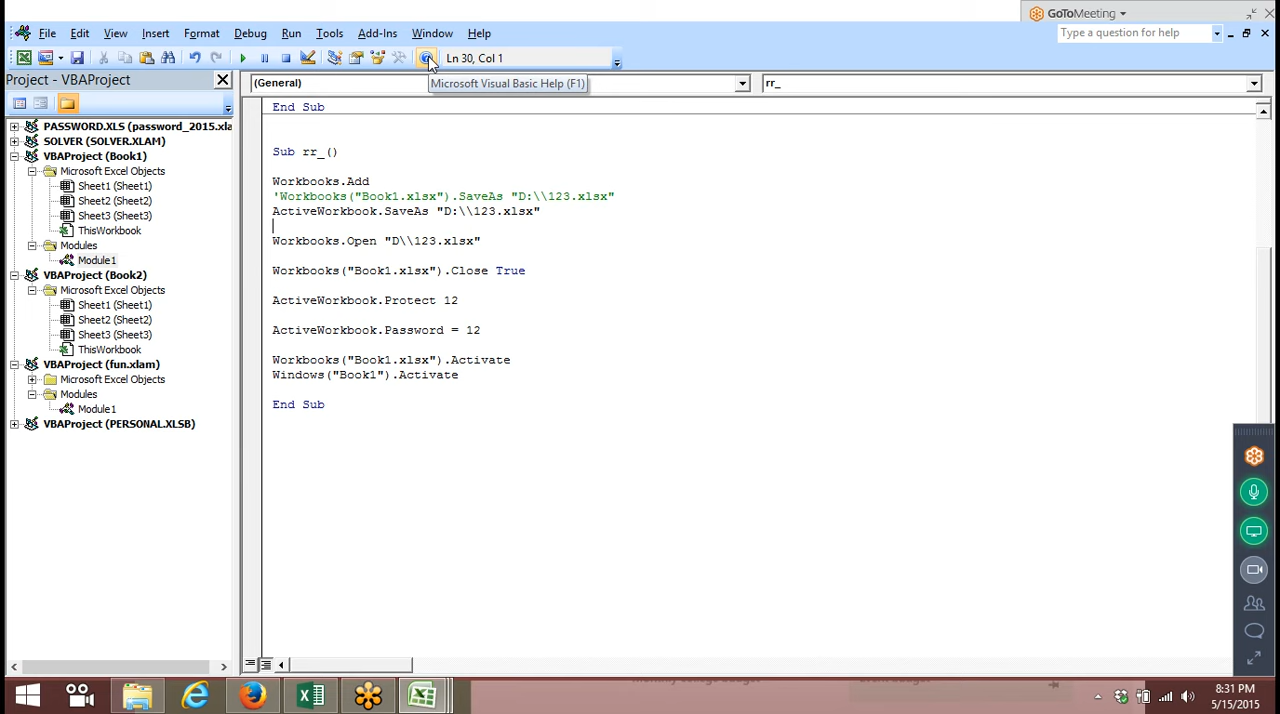 GoToMeeting
File Edit View Insert Format Debug Run Tools Add-Ins Window Help
Type a question for help
Ln 30, Col 1
Project - VBAProject
Microsoft Visual Basic Help (F1)
(General)
rr_
PASSWORD.XLS (password_2015.xla
SOLVER (SOLVER.XLAM)
VBAProject (Book1)
Microsoft Excel Objects
Sheet1 (Sheet1)
Sheet2 (Sheet2)
Sheet3 (Sheet3)
ThisWorkbook
Modules
Module1
VBAProject (Book2)
Microsoft Excel Objects
Sheet1 (Sheet1)
Sheet2 (Sheet2)
Sheet3 (Sheet3)
ThisWorkbook
VBAProject (fun.xlam)
Microsoft Excel Objects
Modules
Module1
VBAProject (PERSONAL.XLSB)
End Sub
Sub rr_()
Workbooks.Add
'Workbooks("Book1.xlsx").SaveAs "D:\\123.xlsx"
ActiveWorkbook.SaveAs "D:\\123.xlsx"
Workbooks.Open "D\\123.xlsx"
Workbooks("Book1.xlsx").Close True
ActiveWorkbook.Protect 12
ActiveWorkbook.Password = 12
Workbooks("Book1.xlsx").Activate
Windows("Book1").Activate
End Sub
8:31 PM
5/15/2015